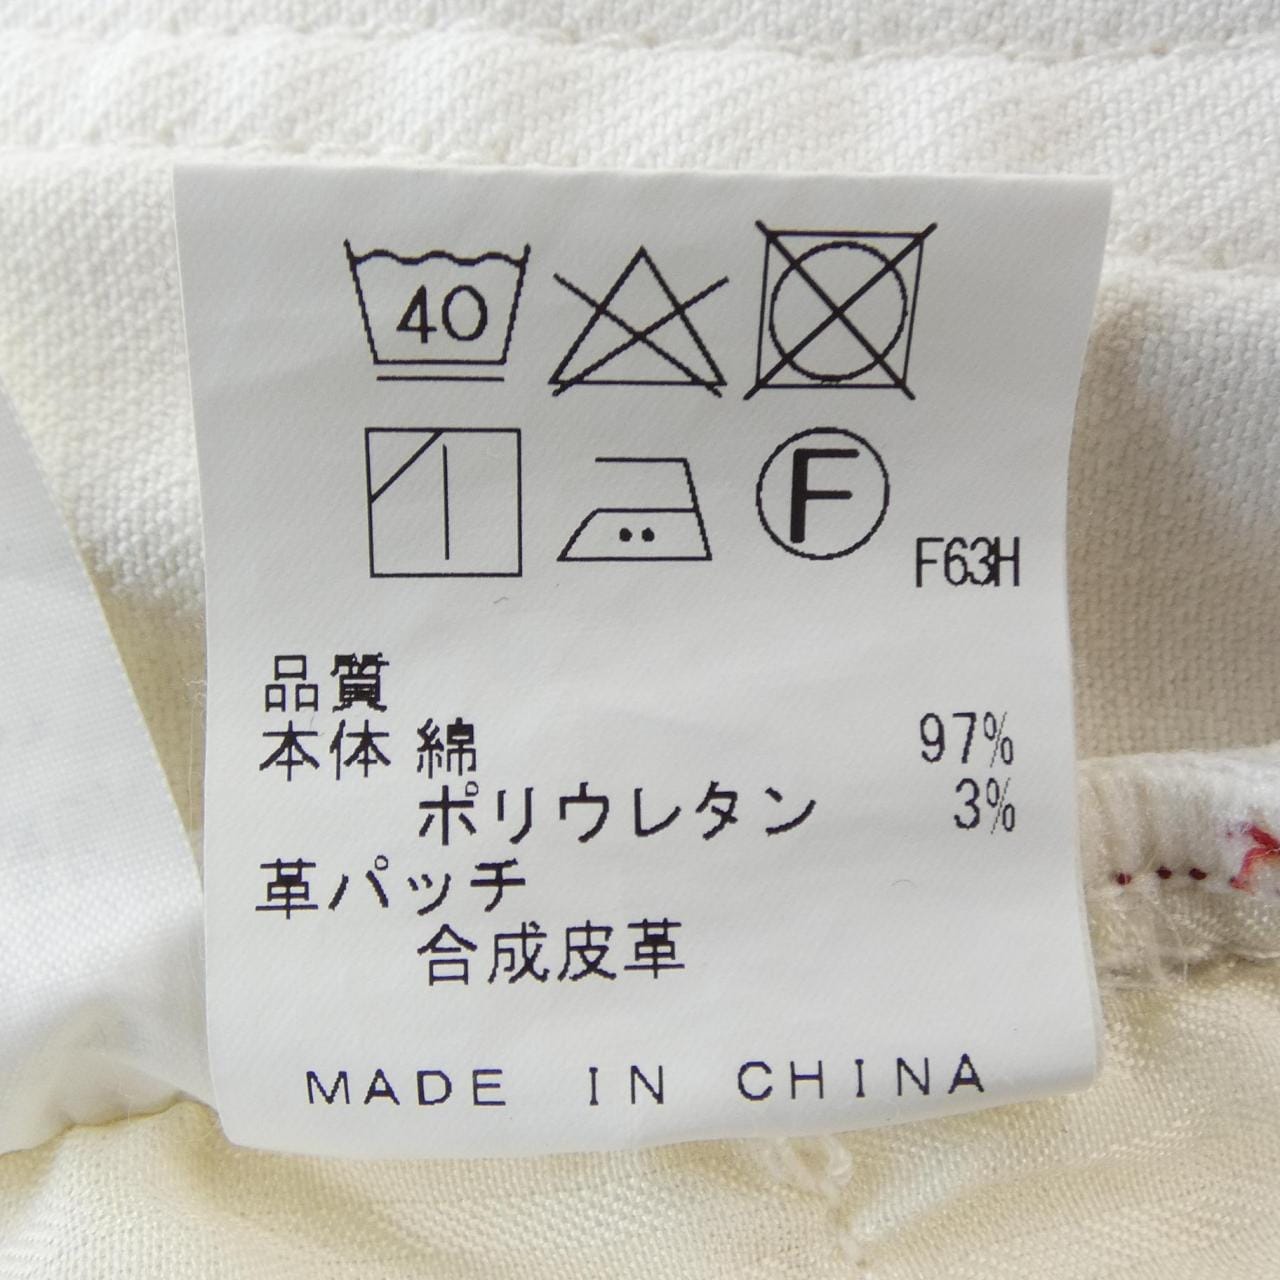 40
F F63H
品質
本体 綿 97%
ポリウレタン 3%
革パッチ
合成皮革
MADE IN CHINA